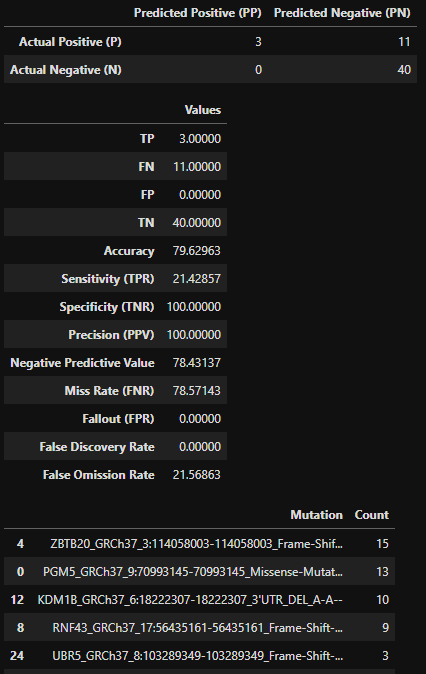 Predicted Positive (PP) Predicted Negative (PN)
Actual Positive (P) 3 11
Actual Negative (N) 0 40
Values
TP 3.00000
FN 11.00000
FP 0.00000
TN 40.00000
Accuracy 79.62963
Sensitivity (TPR) 21.42857
Specificity (TNR) 100.00000
Precision (PPV) 100.00000
Negative Predictive Value 78.43137
Miss Rate (FNR) 78.57143
Fallout (FPR) 0.00000
False Discovery Rate 0.00000
False Omission Rate 21.56863
Mutation Count
4 ZBTB20_GRCh37_3:114058003-114058003_Frame-Shif... 15
0 PGM5_GRCh37_9:70993145-70993145_Missense-Mutat... 13
12 KDM1B_GRCh37_6:18222307-18222307_3'UTR_DEL_A-A-- 10
8 RNF43_GRCh37_17:56435161-56435161_Frame-Shift-... 9
24 UBR5_GRCh37_8:103289349-103289349_Frame-Shift-... 3